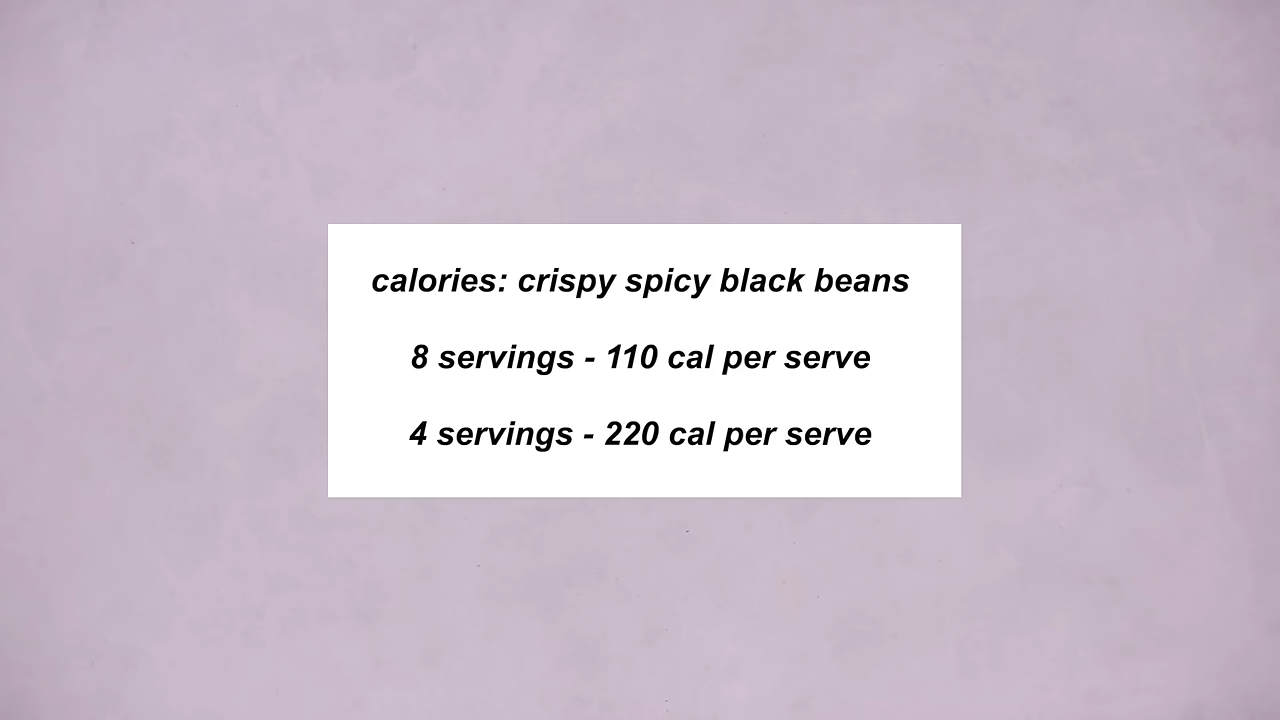 calories: crispy spicy black beans
8 servings - 110 cal per serve
4 servings - 220 cal per serve